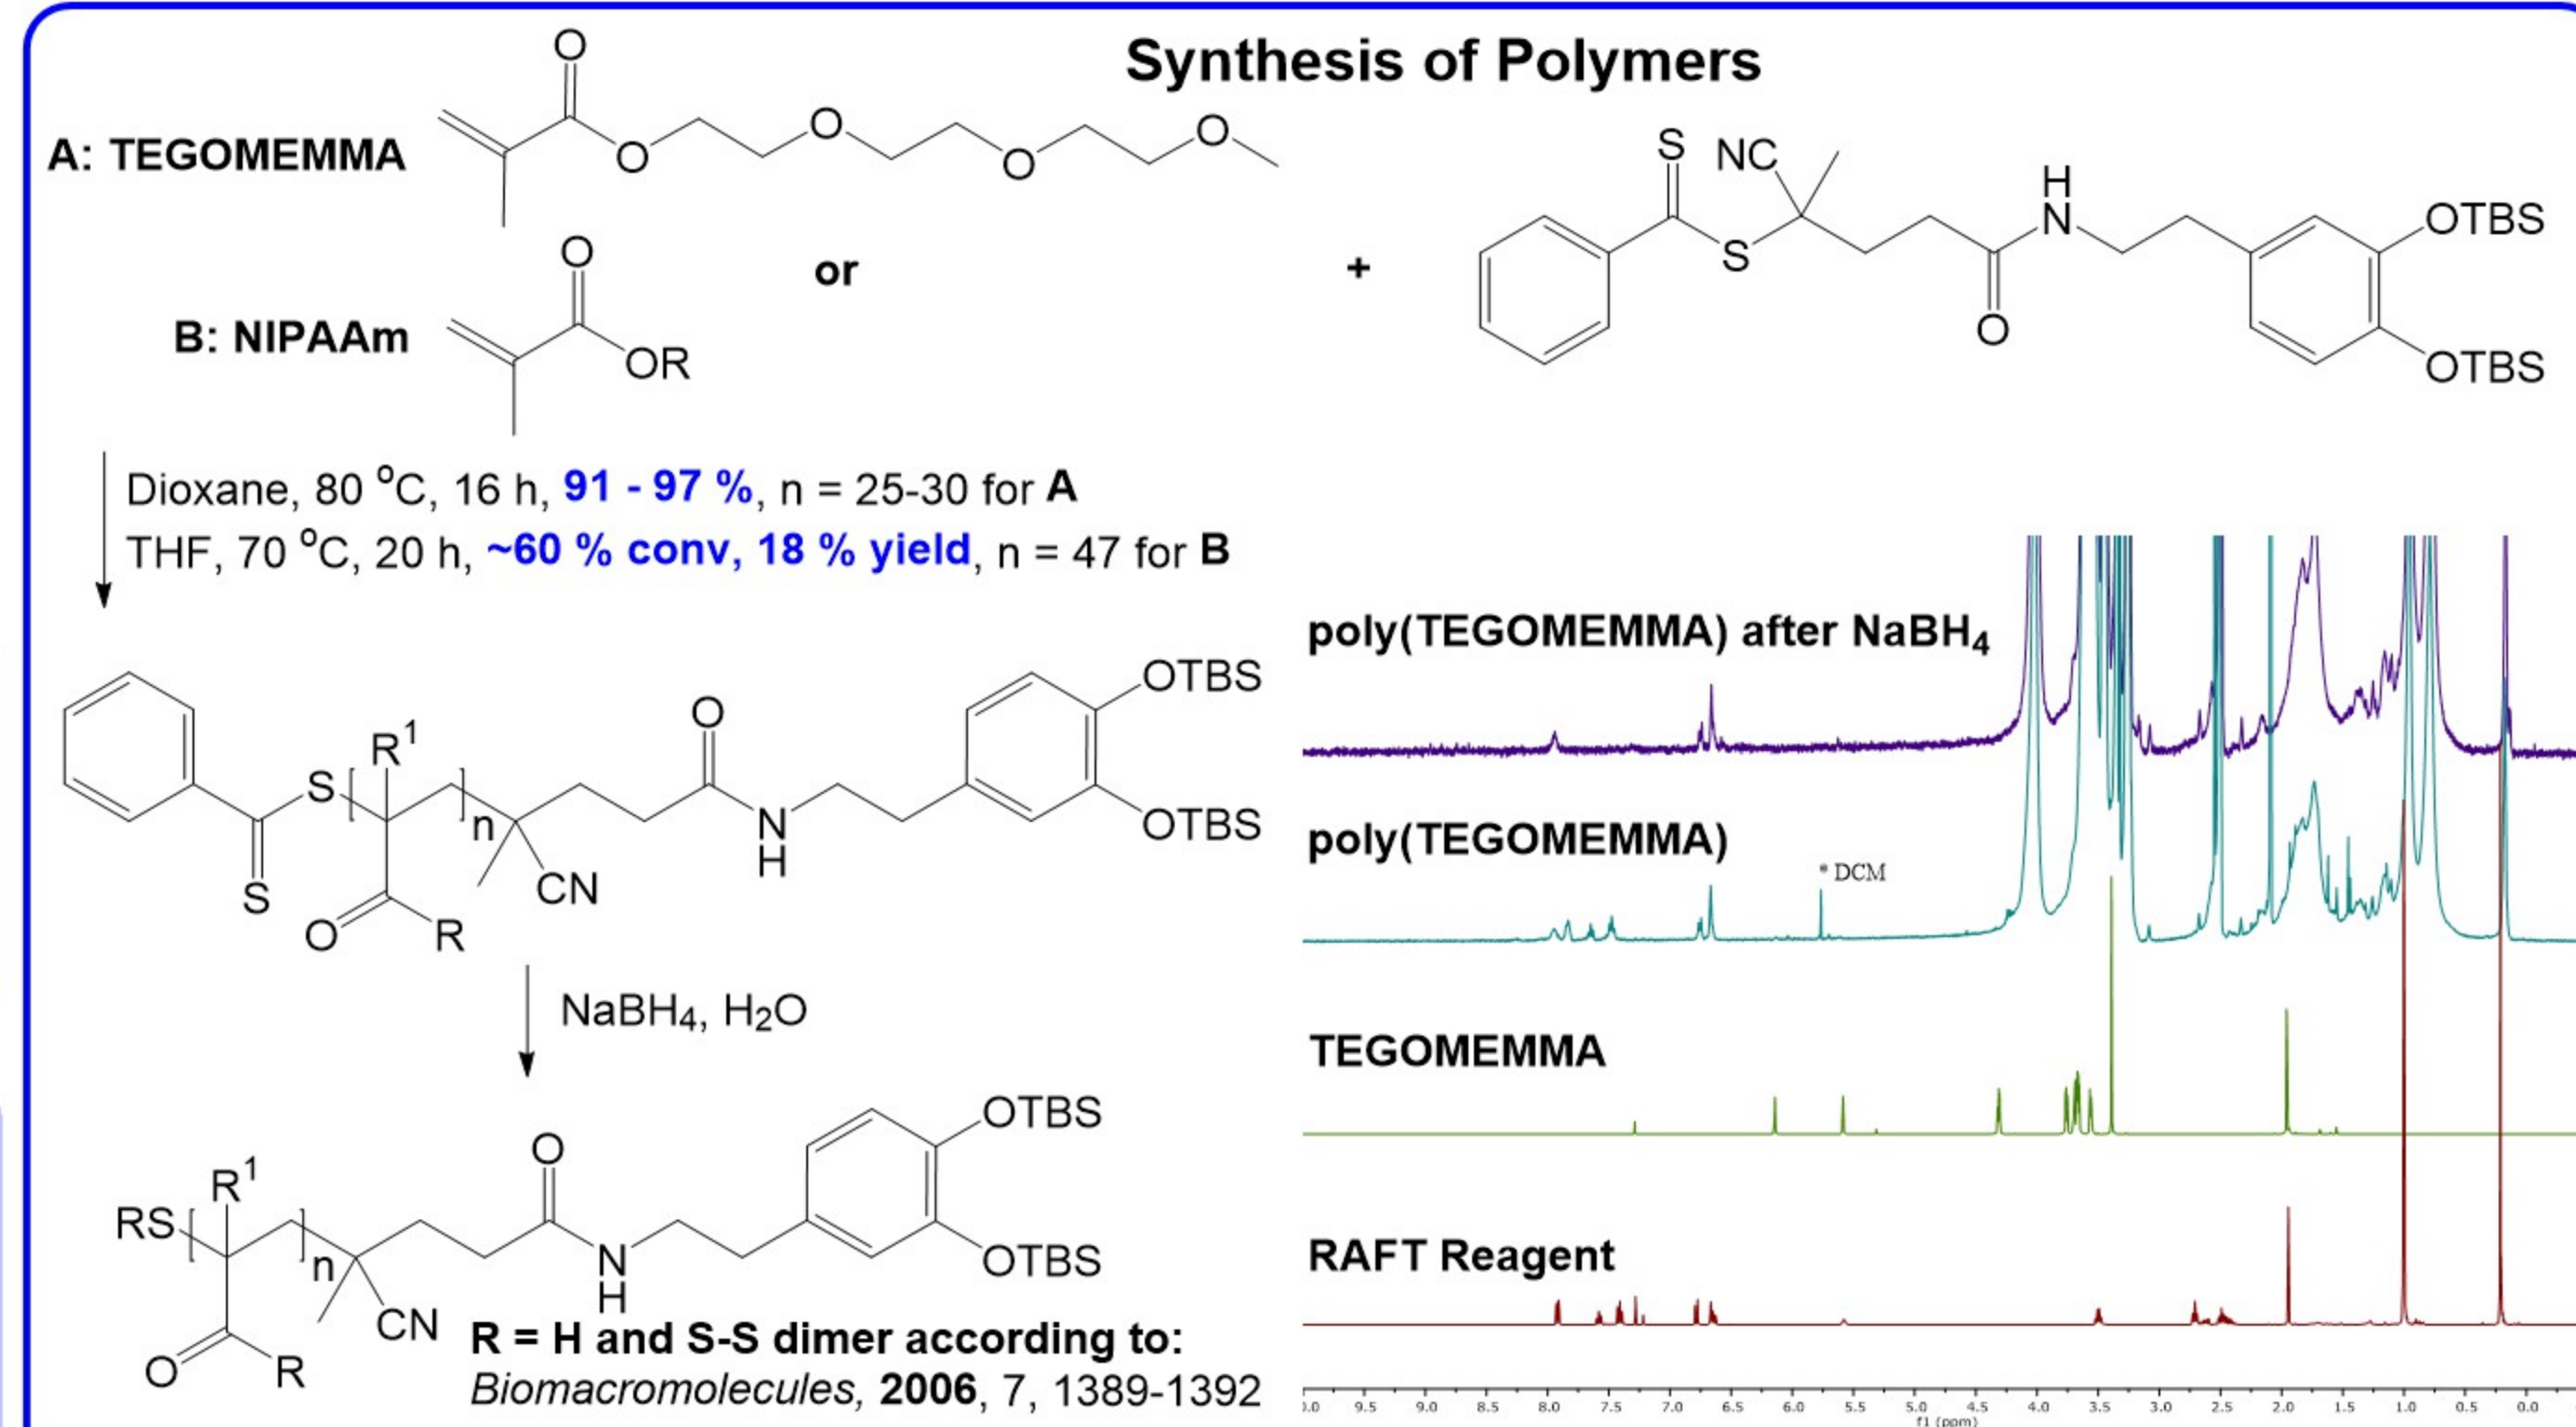 Synthesis of Polymers
A: TEGOMEMMA
O
O
O
O
O
or
B: NIPAAm
O
OR
+
S
NC
S
H
N
O
OTBS
OTBS
Dioxane, 80 °C, 16 h, 91 - 97 %, n = 25-30 for A
THF, 70 °C, 20 h, ~60 % conv, 18 % yield, n = 47 for B
S
S
R¹
n
O
R
CN
O
N
H
OTBS
OTBS
NaBH₄, H₂O
RS
R¹
n
O
R
CN
O
N
H
OTBS
OTBS
R = H and S-S dimer according to:
Biomacromolecules, 2006, 7, 1389-1392
poly(TEGOMEMMA) after NaBH₄
poly(TEGOMEMMA)
* DCM
TEGOMEMMA
RAFT Reagent
0.0 9.5 9.0 8.5 8.0 7.5 7.0 6.5 6.0 5.5 5.0 4.5 4.0 3.5 3.0 2.5 2.0 1.5 1.0 0.5 0.0
f1 (ppm)